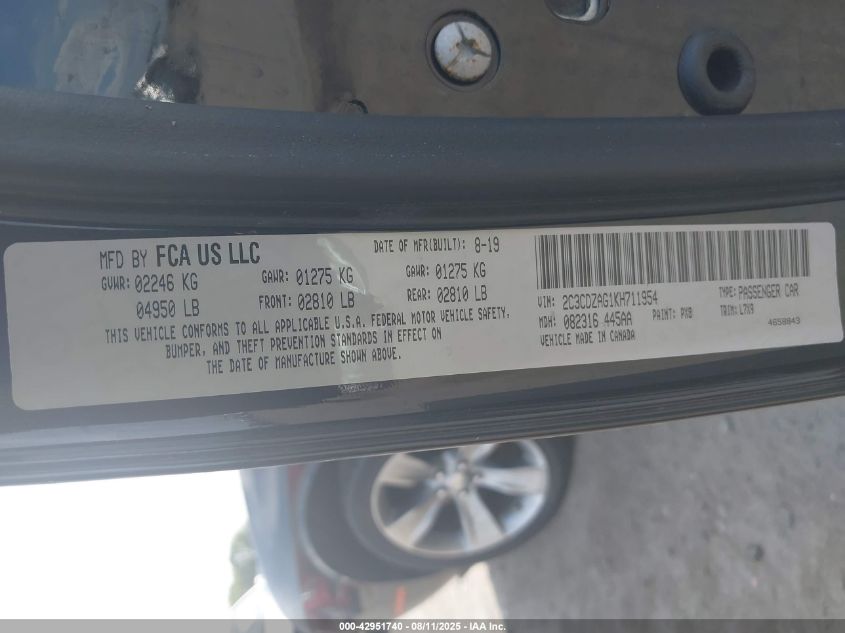 MFD BY FCA US LLC
DATE OF MFR(BUILT): 8-19
GVWR: 02246 KG
04950 LB
GAWR: 01275 KG
FRONT: 02810 LB
GAWR: 01275 KG
REAR: 02810 LB
THIS VEHICLE CONFORMS TO ALL APPLICABLE U.S.A. FEDERAL MOTOR VEHICLE SAFETY,
BUMPER, AND THEFT PREVENTION STANDARDS IN EFFECT ON
THE DATE OF MANUFACTURE SHOWN ABOVE.
VIN: 2C3CDZAG1KH711954
TYPE: PASSENGER CAR
MDH: 082316 445AA
PAINT: PX8
TRIM: L7X9
VEHICLE MADE IN CANADA
4658843
000-42951740 - 08/11/2025 - IAA Inc.